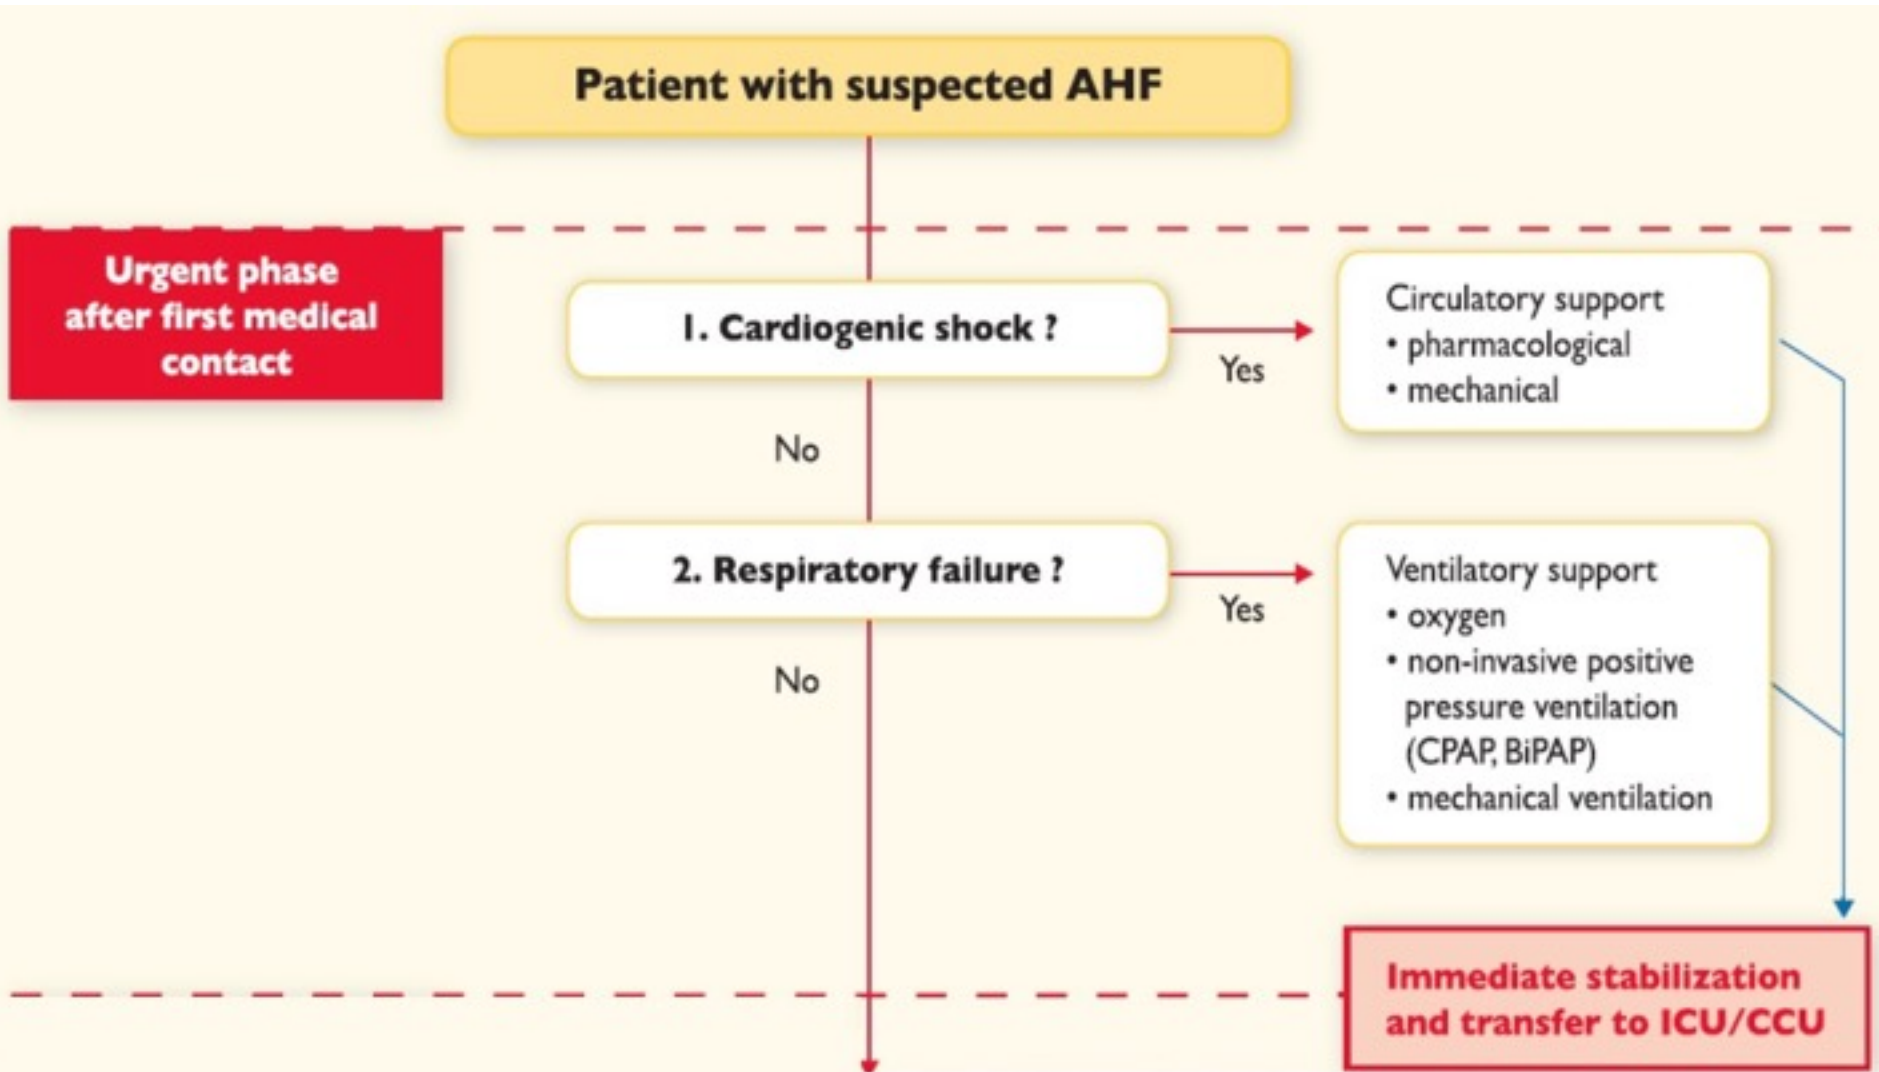 Patient with suspected AHF
Urgent phase
after first medical
contact
1. Cardiogenic shock ?
Yes
Circulatory support
• pharmacological
• mechanical
No
2. Respiratory failure ?
Yes
Ventilatory support
• oxygen
• non-invasive positive
pressure ventilation
(CPAP, BiPAP)
• mechanical ventilation
No
Immediate stabilization
and transfer to ICU/CCU